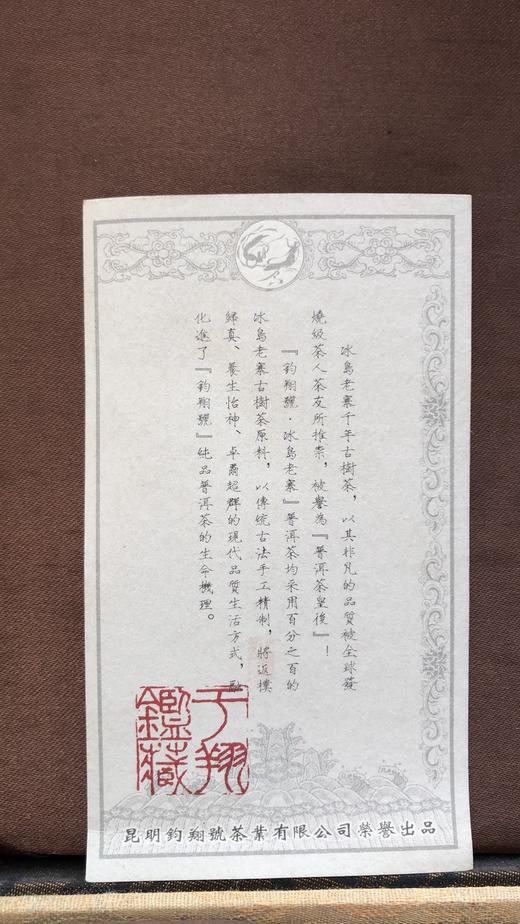 冰島老寨千年古樹茶，以其非凡的品質被全球發
燒級茶人茶友所推崇，被譽為『普洱茶皇後』！
『鈞翔號·冰島老寨』普洱茶均采用百分之百的
冰島老寨古樹茶原料，以傳統古法手工精制，將返樸
歸真、養生怡神、卓爾超群的現代品質生活方式，融
化進了『鈞翔號』純品普洱茶的生命機理。
于翔
鑑藏
昆明鈞翔號茶業有限公司榮譽出品